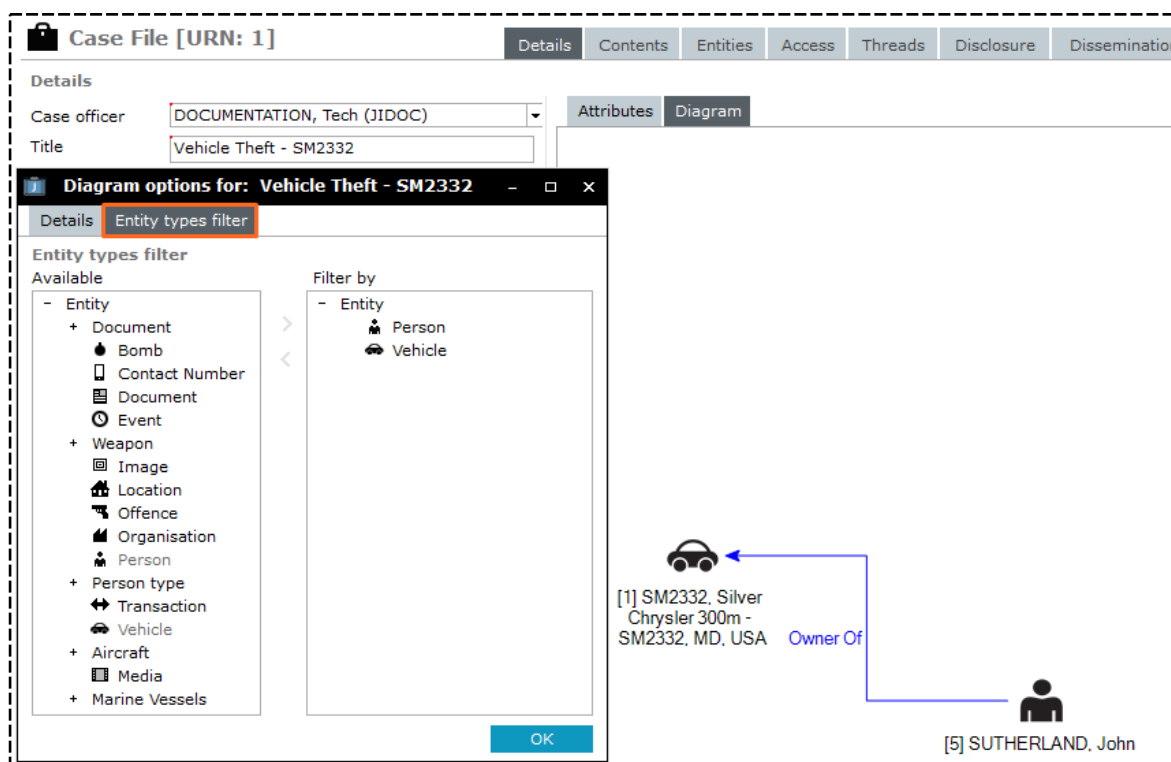 Case File [URN: 1]
Details Contents Entities Access Threads Disclosure Dissemination
Details
Case officer DOCUMENTATION, Tech (JIDOC)
Title Vehicle Theft - SM2332
Attributes Diagram
Diagram options for: Vehicle Theft - SM2332
Details Entity types filter
Entity types filter
Available
- Entity
+ Document
Bomb
Contact Number
Document
Event
+ Weapon
Image
Location
Offence
Organisation
Person
+ Person type
Transaction
Vehicle
+ Aircraft
Media
+ Marine Vessels
>
<
Filter by
- Entity
Person
Vehicle
OK
[1] SM2332, Silver
Chrysler 300m -
SM2332, MD, USA
Owner Of
[5] SUTHERLAND, John